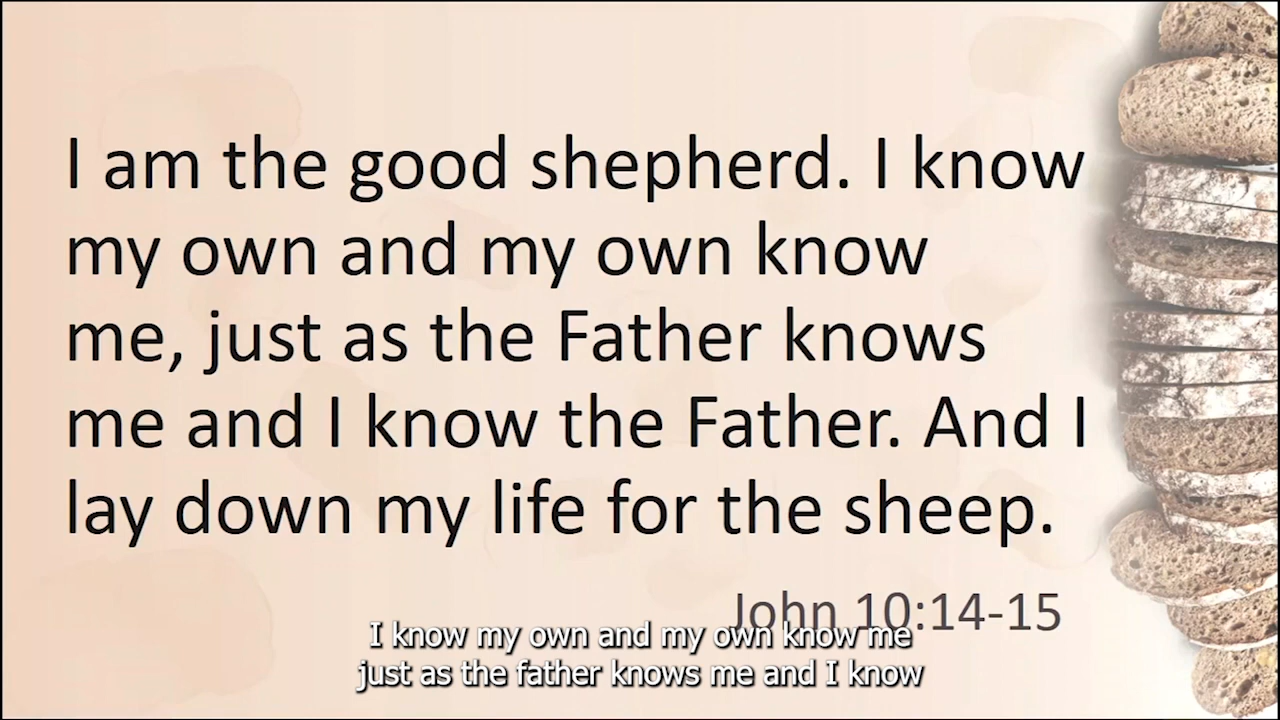 I am the good shepherd. I know
my own and my own know
me, just as the Father knows
me and I know the Father. And I
lay down my life for the sheep.
John 10:14-15
I know my own and my own know me
just as the father knows me and I know